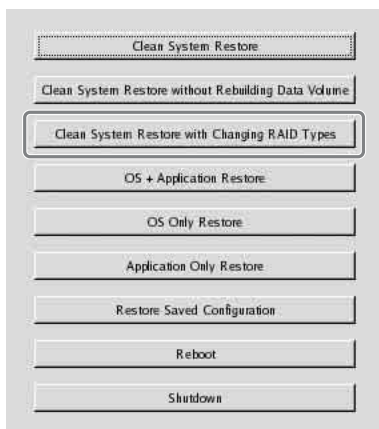 Clean System Restore
Clean System Restore without Rebuilding Data Volume
Clean System Restore with Changing RAID Types
OS + Application Restore
OS Only Restore
Application Only Restore
Restore Saved Configuration
Reboot
Shutdown